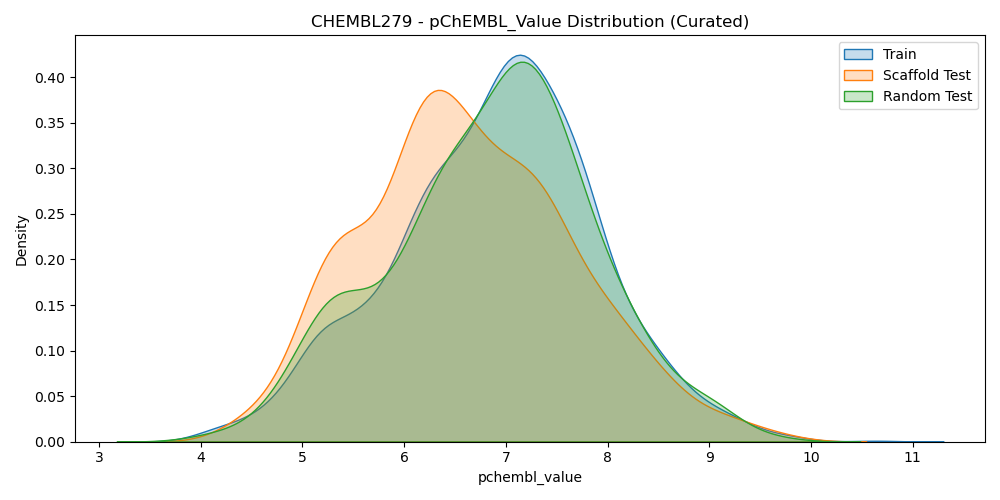 CHEMBL279 - pChEMBL_Value Distribution (Curated)
Train
Scaffold Test
Random Test
Density
0.40
0.35
0.30
0.25
0.20
0.15
0.10
0.05
0.00
3 4 5 6 7 8 9 10 11
pchembl_value